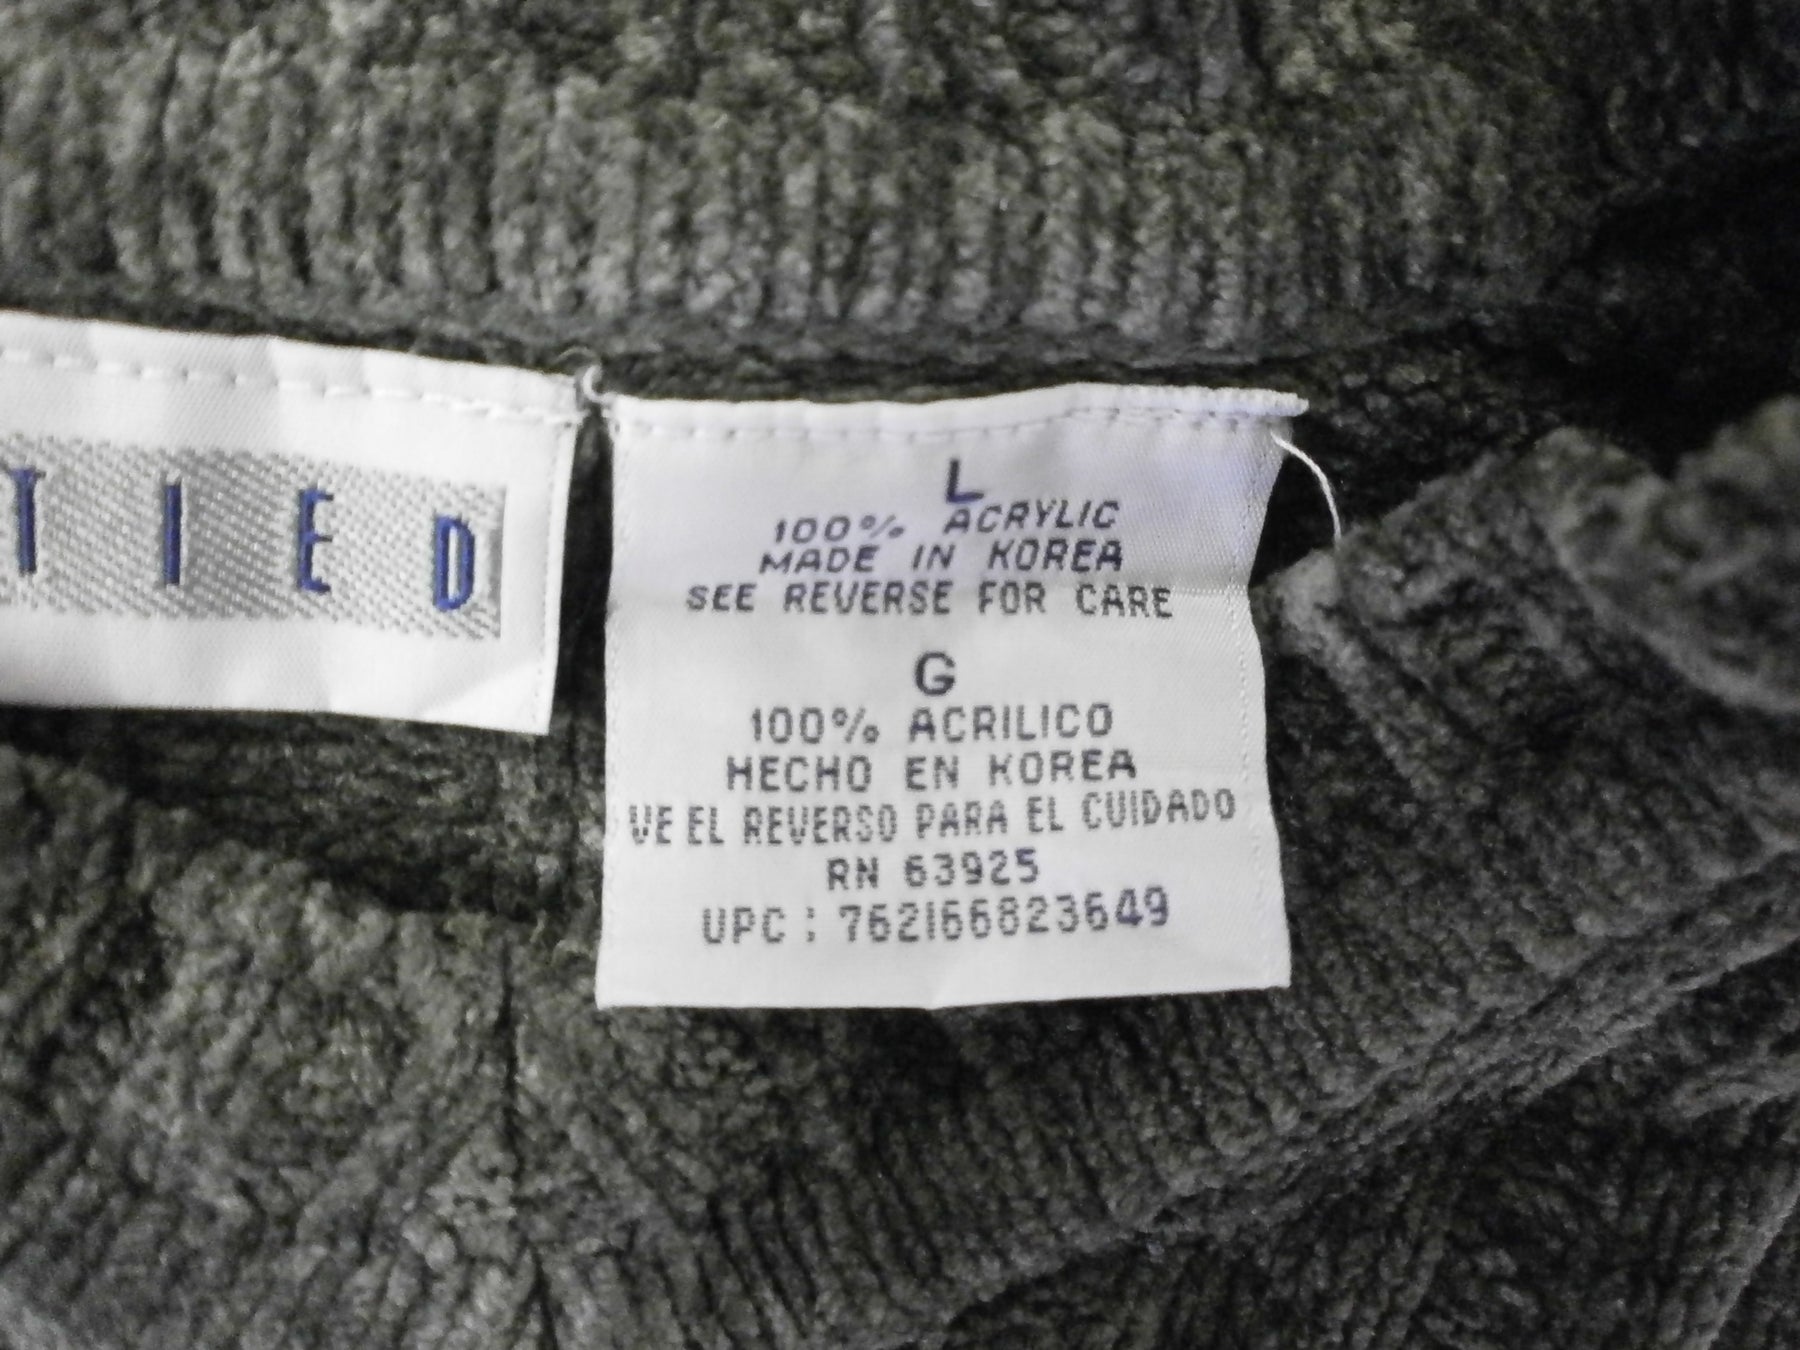 TIED
L
100% ACRYLIC
MADE IN KOREA
SEE REVERSE FOR CARE
G
100% ACRILICO
HECHO EN KOREA
VE EL REVERSO PARA EL CUIDADO
RN 63925
UPC : 762166823649